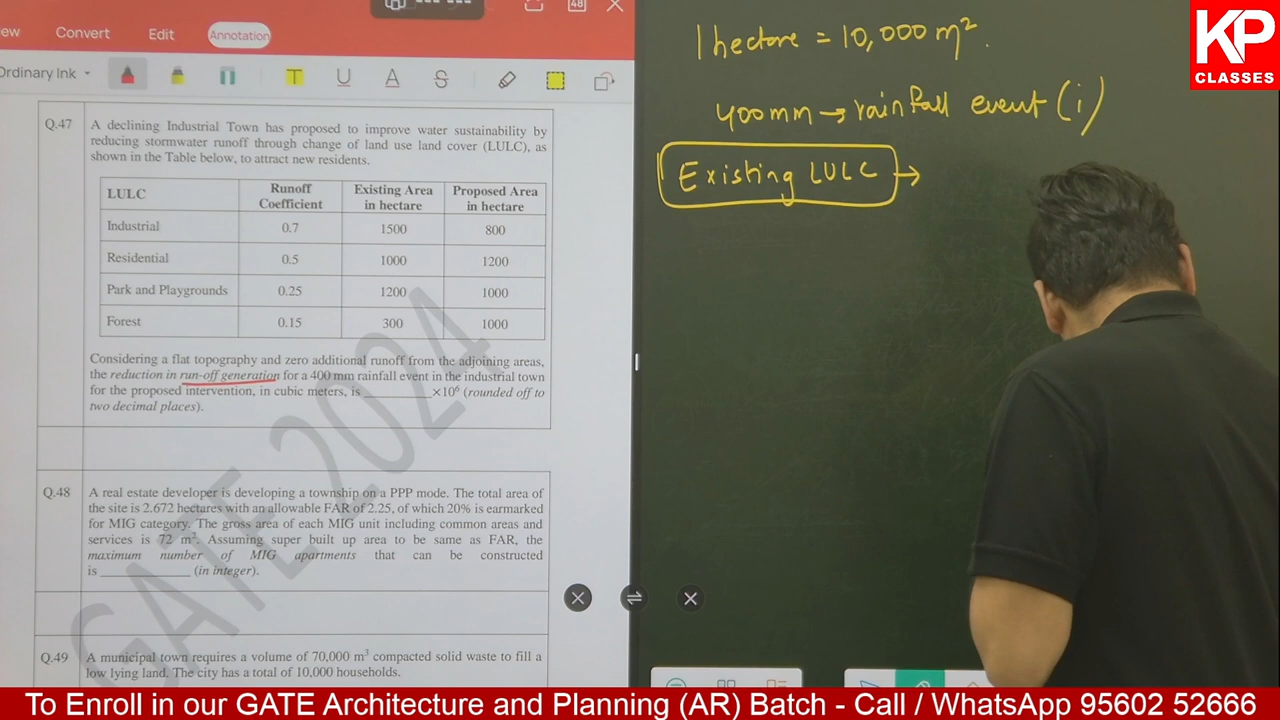 ew Convert Edit Annotation
48
Ordinary Ink
T U A S
Q.47 A declining Industrial Town has proposed to improve water sustainability by
reducing stormwater runoff through change of land use land cover (LULC), as
shown in the Table below, to attract new residents.
LULC Runoff Coefficient Existing Area in hectare Proposed Area in hectare
Industrial 0.7 1500 800
Residential 0.5 1000 1200
Park and Playgrounds 0.25 1200 1000
Forest 0.15 300 1000
Considering a flat topography and zero additional runoff from the adjoining areas,
the reduction in run-off generation for a 400 mm rainfall event in the industrial town
for the proposed intervention, in cubic meters, is __________×10⁶ (rounded off to
two decimal places).
Q.48 A real estate developer is developing a township on a PPP mode. The total area of
the site is 2.672 hectares with an allowable FAR of 2.25, of which 20% is earmarked
for MIG category. The gross area of each MIG unit including common areas and
services is 72 m². Assuming super built up area to be same as FAR, the
maximum number of MIG apartments that can be constructed
is ______________ (in integer).
Q.49 A municipal town requires a volume of 70,000 m³ compacted solid waste to fill a
low lying land. The city has a total of 10,000 households.
GATE 2024
1 hectare = 10,000 m².
400mm → rainfall event (i)
Existing LULC →
KP
CLASSES
To Enroll in our GATE Architecture and Planning (AR) Batch - Call / WhatsApp 95602 52666